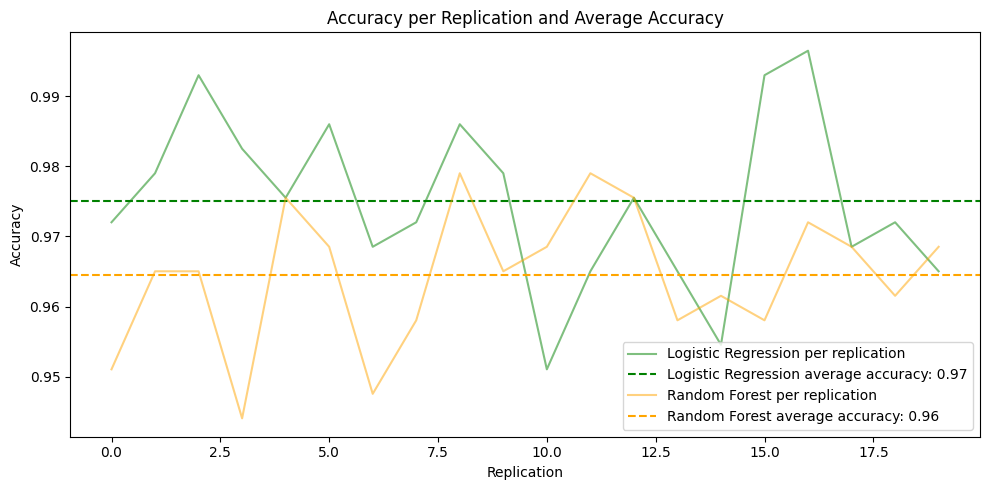 Accuracy per Replication and Average Accuracy
Accuracy
0.99
0.98
0.97
0.96
0.95
Logistic Regression per replication
Logistic Regression average accuracy: 0.97
Random Forest per replication
Random Forest average accuracy: 0.96
0.0 2.5 5.0 7.5 10.0 12.5 15.0 17.5
Replication